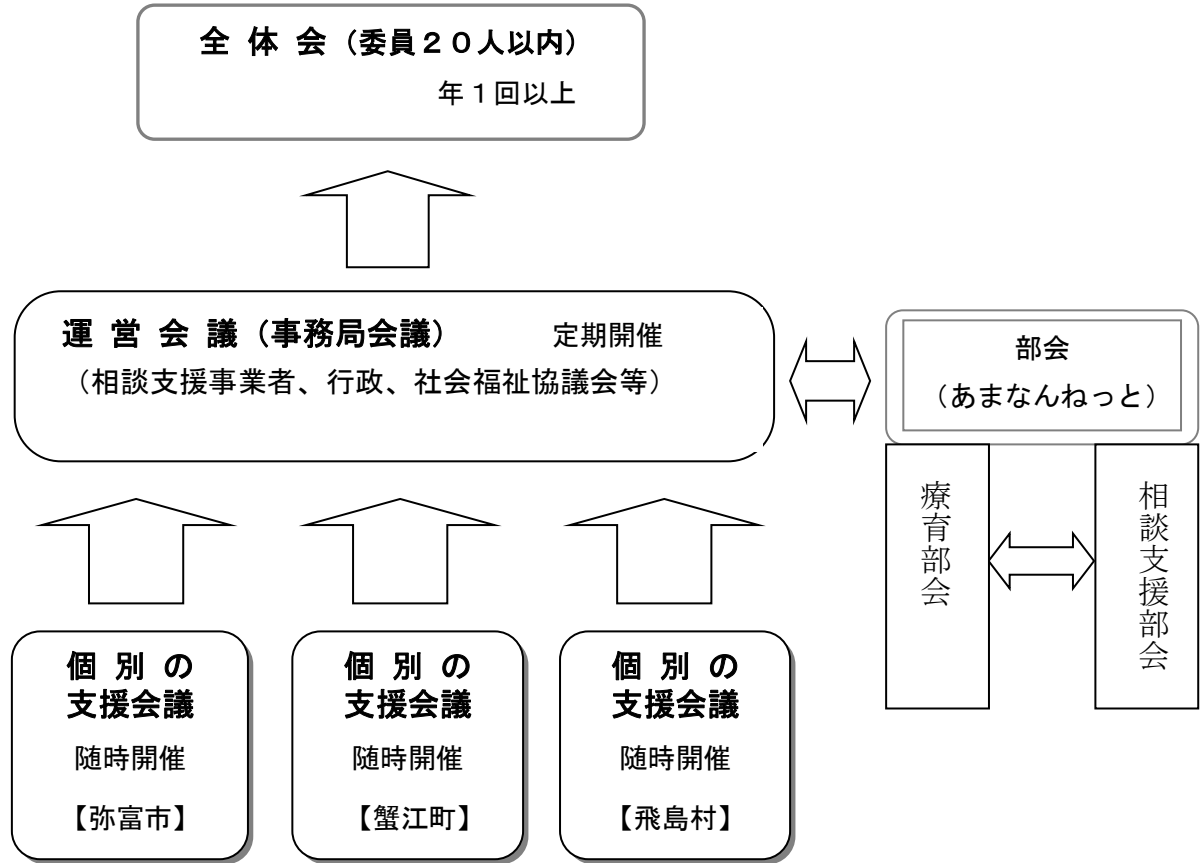 全 体 会（委員２０人以内）
年１回以上
運 営 会 議（事務局会議） 定期開催
（相談支援事業者、行政、社会福祉協議会等）
部会
（あまなんねっと）
療育部会
相談支援部会
個 別 の
支援会議
随時開催
【弥富市】
個 別 の
支援会議
随時開催
【蟹江町】
個 別 の
支援会議
随時開催
【飛島村】